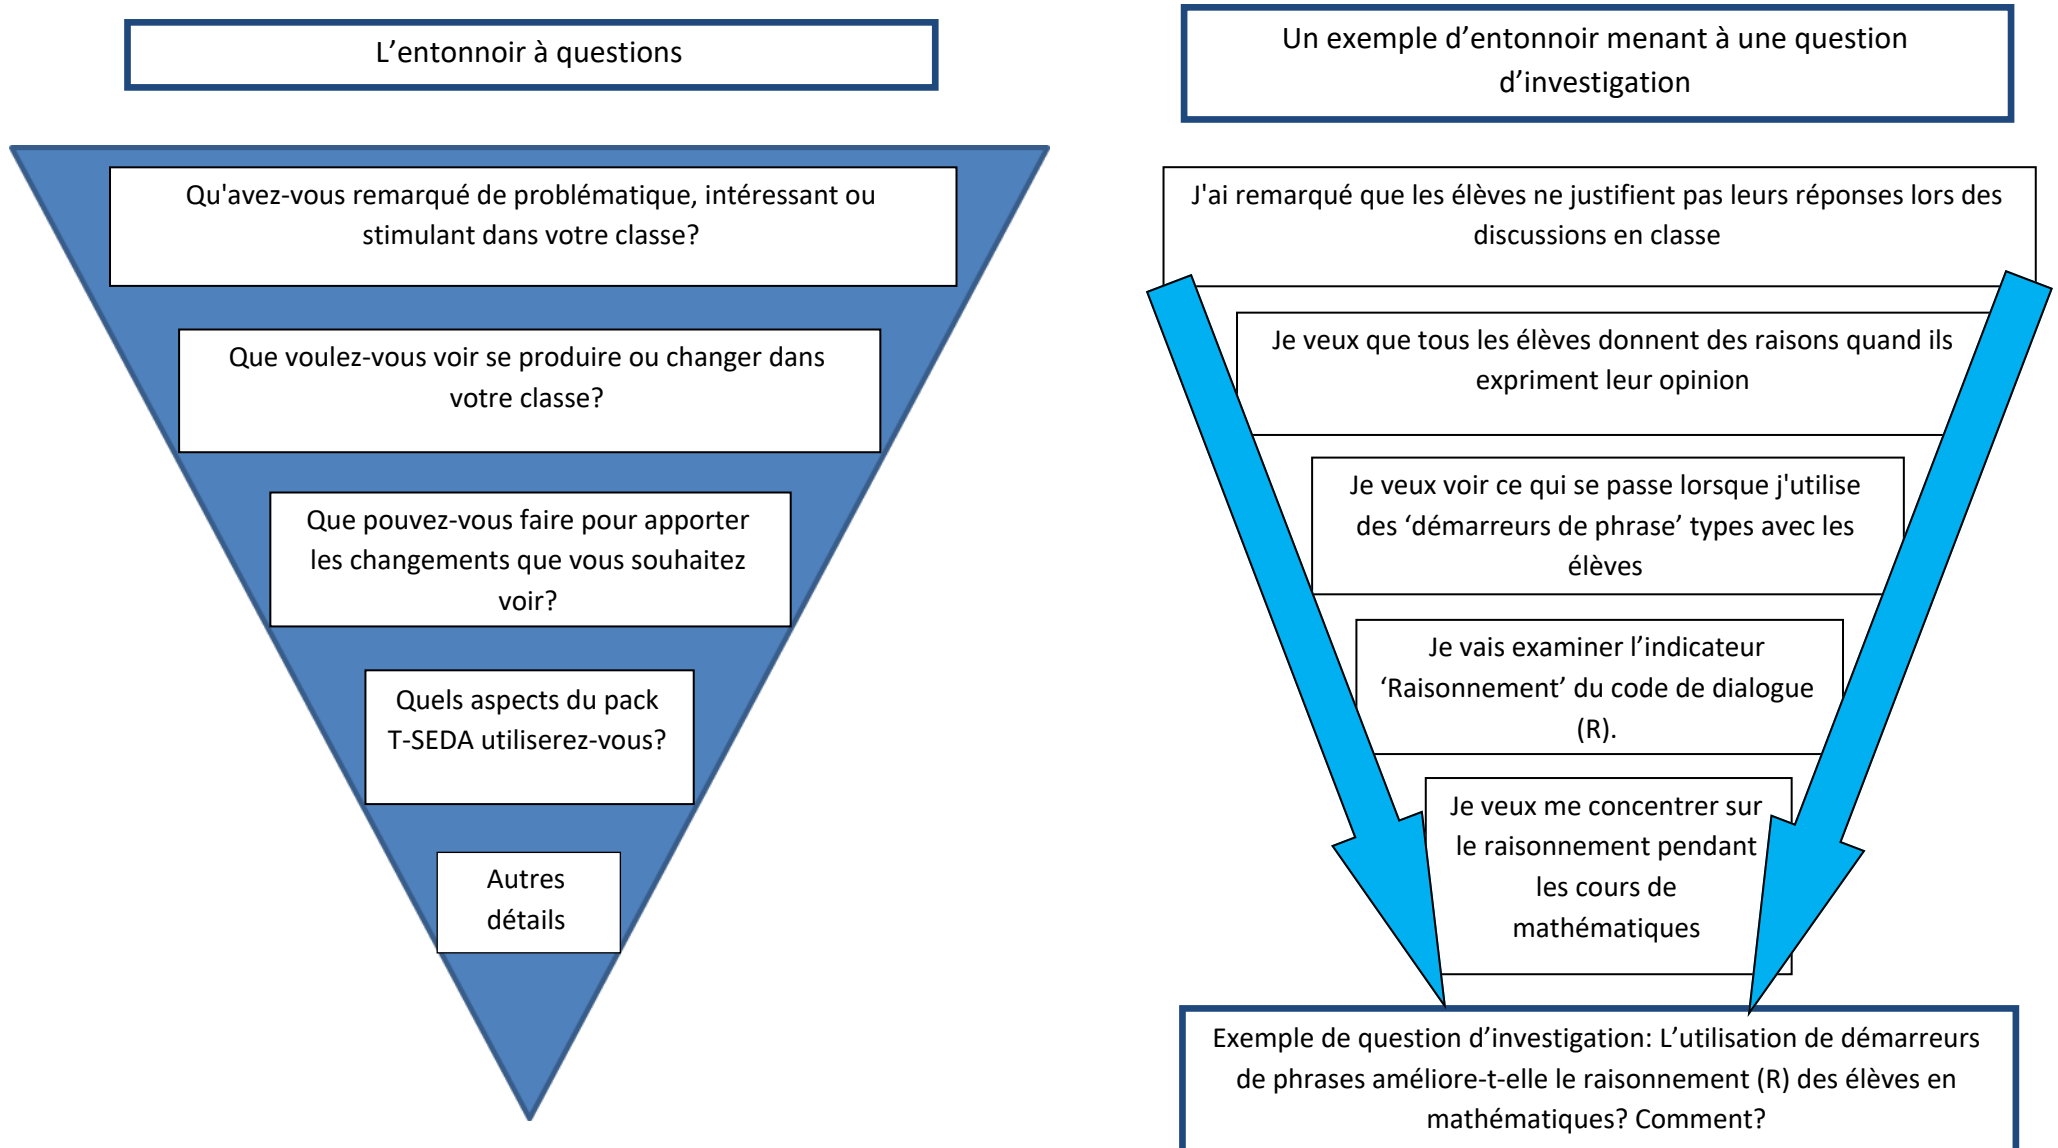 L’entonnoir à questions
Qu'avez-vous remarqué de problématique, intéressant ou
stimulant dans votre classe?
Que voulez-vous voir se produire ou changer dans
votre classe?
Que pouvez-vous faire pour apporter
les changements que vous souhaitez
voir?
Quels aspects du pack
T-SEDA utiliserez-vous?
Autres
détails
Un exemple d’entonnoir menant à une question
d’investigation
J'ai remarqué que les élèves ne justifient pas leurs réponses lors des
discussions en classe
Je veux que tous les élèves donnent des raisons quand ils
expriment leur opinion
Je veux voir ce qui se passe lorsque j'utilise
des ‘démarreurs de phrase’ types avec les
élèves
Je vais examiner l’indicateur
‘Raisonnement’ du code de dialogue
(R).
Je veux me concentrer sur
le raisonnement pendant
les cours de
mathématiques
Exemple de question d’investigation: L’utilisation de démarreurs
de phrases améliore-t-elle le raisonnement (R) des élèves en
mathématiques? Comment?